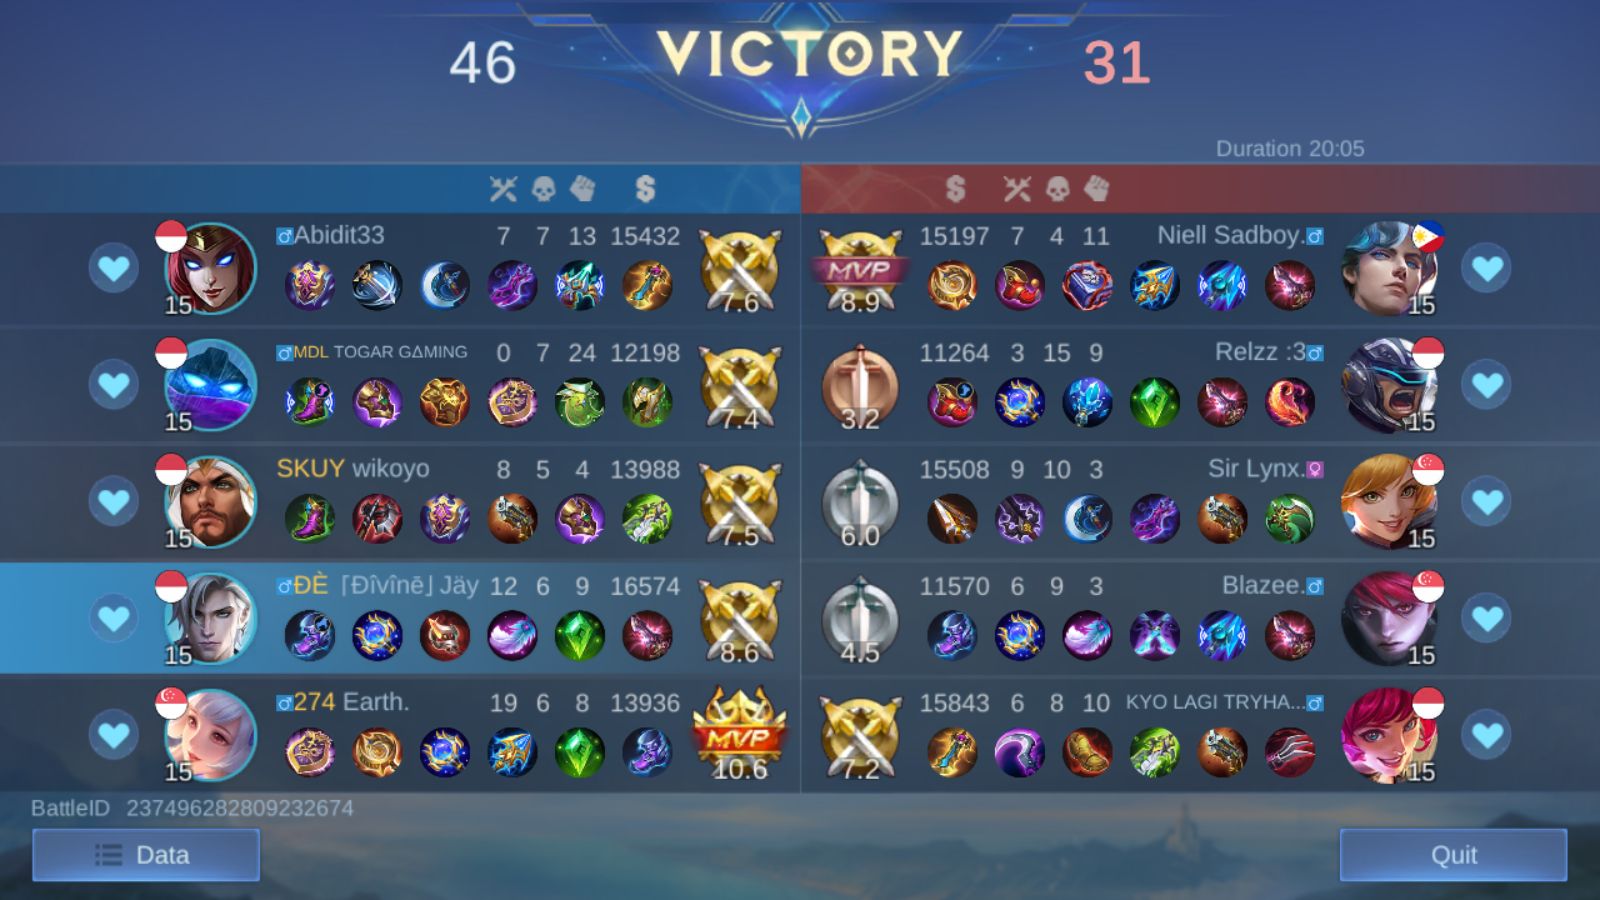 46 VICTORY 31
Duration 20:05
Abidit33 7 7 13 15432 7.6
15
MVP 8.9 15197 7 4 11 Niell Sadboy.
15
MDL TOGAR GΔMING 0 7 24 12198 7.4
15
3.2 11264 3 15 9 Relzz :3
15
SKUY wikoyo 8 5 4 13988 7.5
15
6.0 15508 9 10 3 Sir Lynx.
15
ĐÈ ⌈Đîvînē⌋ Jäy 12 6 9 16574 8.6
15
4.5 11570 6 9 3 Blazee.
15
274 Earth. 19 6 8 13936 MVP 10.6
15
7.2 15843 6 8 10 KYO LAGI TRYHA...
15
BattleID 237496282809232674
Data
Quit